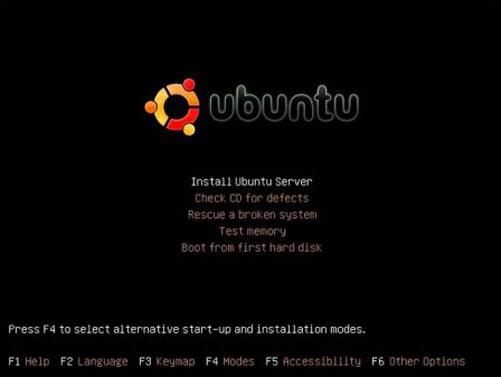 ubuntu
Install Ubuntu Server
Check CD for defects
Rescue a broken system
Test memory
Boot from first hard disk
Press F4 to select alternative start-up and installation modes.
F1 Help F2 Language F3 Keymap F4 Modes F5 Accessibility F6 Other Options